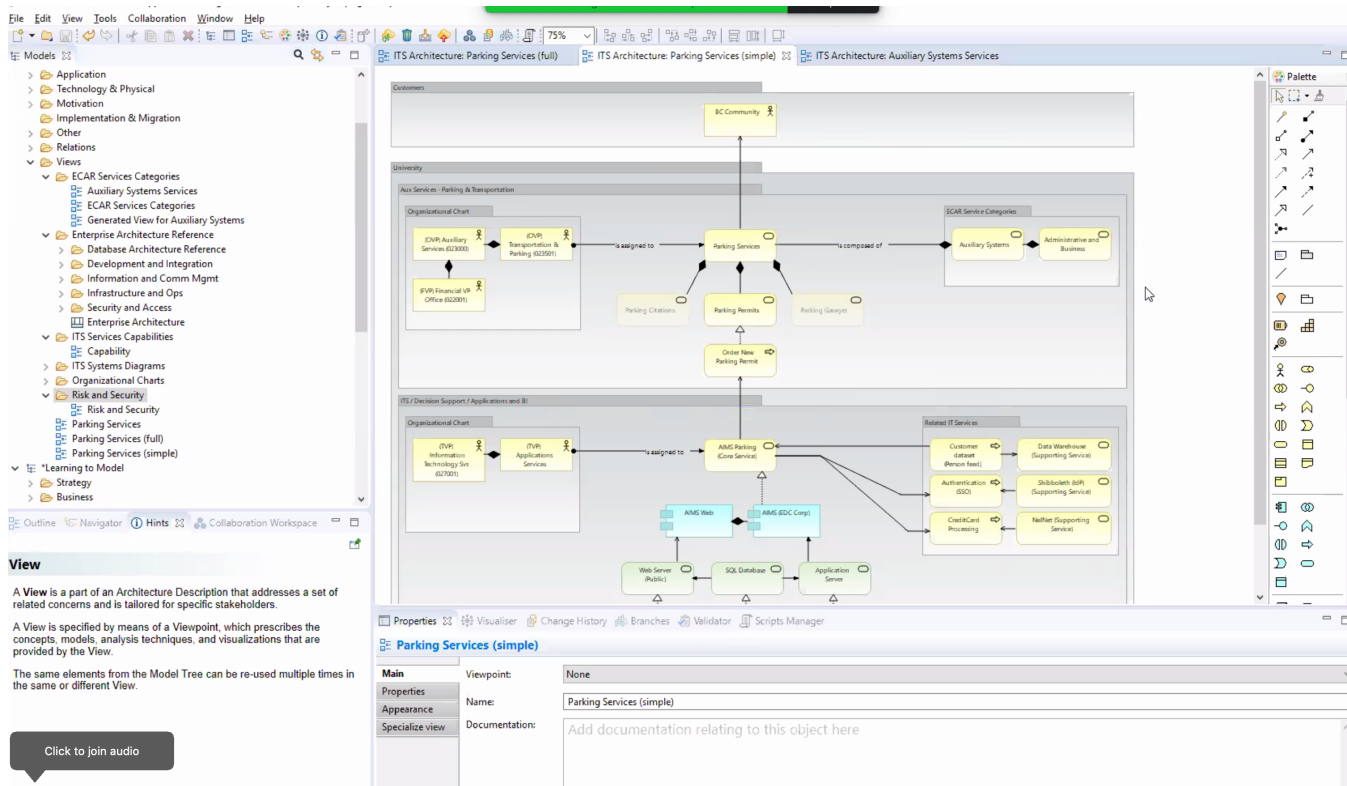 File Edit View Tools Collaboration Window Help
75%
Models
ITS Architecture: Parking Services (full)
ITS Architecture: Parking Services (simple)
ITS Architecture: Auxiliary Systems Services
Application
Technology & Physical
Motivation
Implementation & Migration
Other
Relations
Views
ECAR Services Categories
Auxiliary Systems Services
ECAR Services Categories
Generated View for Auxiliary Systems
Enterprise Architecture Reference
Database Architecture Reference
Development and Integration
Information and Comm Mgmt
Infrastructure and Ops
Security and Access
Enterprise Architecture
ITS Services Capabilities
Capability
ITS Systems Diagrams
Organizational Charts
Risk and Security
Risk and Security
Parking Services
Parking Services (full)
Parking Services (simple)
*Learning to Model
Strategy
Business
Customers
BC Community
University
Aux Services - Parking & Transportation
Organizational Chart
(OVP) Auxiliary
Services (023000)
(OVP)
Transportation &
Parking (023501)
(FVP) Financial VP
Office (022001)
is assigned to
Parking Services
is composed of
ECAR Service Categories
Auxiliary Systems
Administrative and
Business
Parking Citations
Parking Permits
Parking Garages
Order New
Parking Permit
ITS / Decision Support / Applications and BI
Organizational Chart
(TVP)
Information
Technology Svs
(027001)
(TVP)
Applications
Services
is assigned to
AIMS Parking
(Core Service)
Related IT Services
Customer
dataset
(Person feed)
Data Warehouse
(Supporting Service)
Authentication
(SSO)
Shibboleth (IdP)
(Supporting Service)
CreditCard
Processing
NelNet (Supporting
Service)
AIMS Web
AIMS (EDC Corp)
Web Server
(Public)
SQL Database
Application
Server
Palette
Outline
Navigator
Hints
Collaboration Workspace
View
A View is a part of an Architecture Description that addresses a set of
related concerns and is tailored for specific stakeholders.
A View is specified by means of a Viewpoint, which prescribes the
concepts, models, analysis techniques, and visualizations that are
provided by the View.
The same elements from the Model Tree can be re-used multiple times in
the same or different View.
Click to join audio
Properties
Visualiser
Change History
Branches
Validator
Scripts Manager
Parking Services (simple)
Main
Properties
Appearance
Specialize view
Viewpoint:
None
Name:
Parking Services (simple)
Documentation:
Add documentation relating to this object here